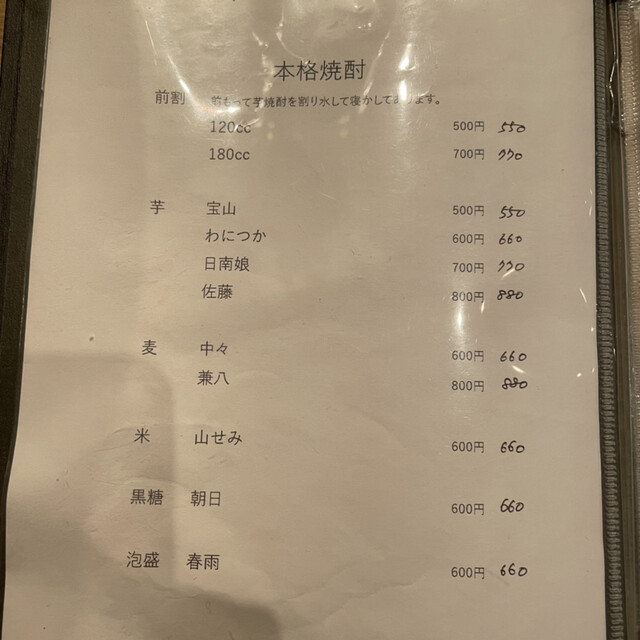 本格焼酎
前割 前もって芋焼酎を割り水して寝かしてあります。
120cc 500円 550
180cc 700円 770
芋 宝山 500円 550
わにつか 600円 660
日南娘 700円 770
佐藤 800円 880
麦 中々 600円 660
兼八 800円 880
米 山せみ 600円 660
黒糖 朝日 600円 660
泡盛 春雨 600円 660